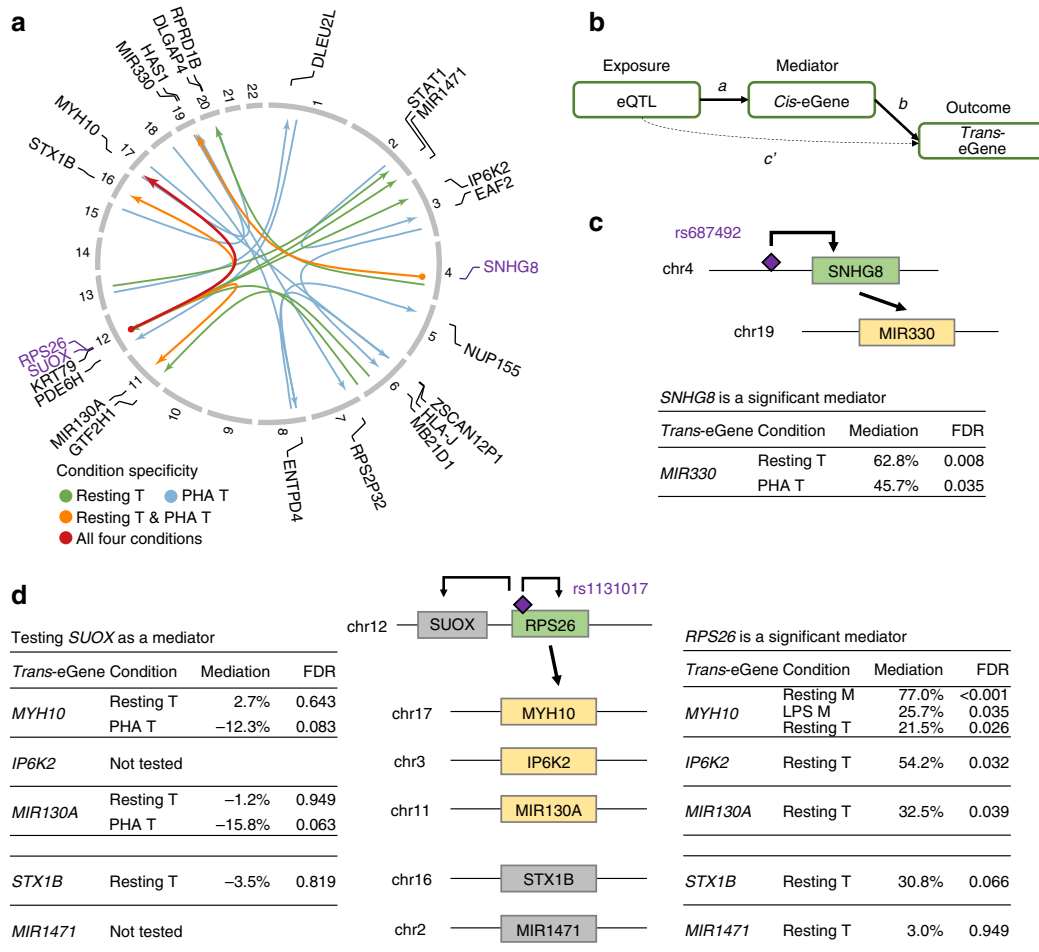 a
RPRD1B
DLGAP4
HAS1
MIR330
DLEU2L
STAT1
MIR1471
MYH10
STX1B
IP6K2
EAF2
SNHG8
NUP155
ZSCAN12P1
HLA-J
MB21D1
RPS2P32
ENTPD4
GTF2H1
MIR130A
PDE6H
KRT79
SUOX
RPS26
1
2
3
4
5
6
7
8
9
10
11
12
13
14
15
16
17
18
19
20
21
22
Condition specificity
Resting T PHA T
Resting T & PHA T
All four conditions
b
Exposure
Mediator
Outcome
eQTL
a
Cis-eGene
b
Trans-
eGene
c'
c
rs687492
chr4
SNHG8
chr19
MIR330
SNHG8 is a significant mediator
Trans-eGene Condition Mediation FDR
MIR330
Resting T 62.8% 0.008
PHA T 45.7% 0.035
d
Testing SUOX as a mediator
Trans-eGene Condition Mediation FDR
MYH10
Resting T 2.7% 0.643
PHA T −12.3% 0.083
IP6K2 Not tested
MIR130A
Resting T −1.2% 0.949
PHA T −15.8% 0.063
STX1B Resting T −3.5% 0.819
MIR1471 Not tested
rs1131017
chr12
SUOX
RPS26
chr17
MYH10
chr3
IP6K2
chr11
MIR130A
chr16
STX1B
chr2
MIR1471
RPS26 is a significant mediator
Trans-eGene Condition Mediation FDR
MYH10
Resting M 77.0% <0.001
LPS M 25.7% 0.035
Resting T 21.5% 0.026
IP6K2 Resting T 54.2% 0.032
MIR130A Resting T 32.5% 0.039
STX1B Resting T 30.8% 0.066
MIR1471 Resting T 3.0% 0.949